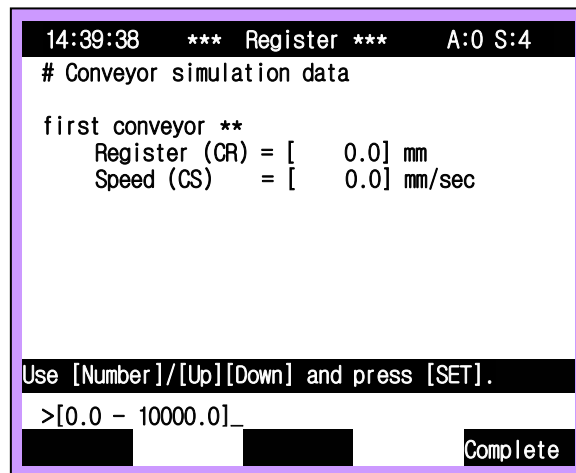 14:39:38 *** Register *** A:0 S:4
# Conveyor simulation data
first conveyor **
Register (CR) = [ 0.0] mm
Speed (CS) = [ 0.0] mm/sec
Use [Number]/[Up][Down] and press [SET].
>[0.0 - 10000.0]_
Complete